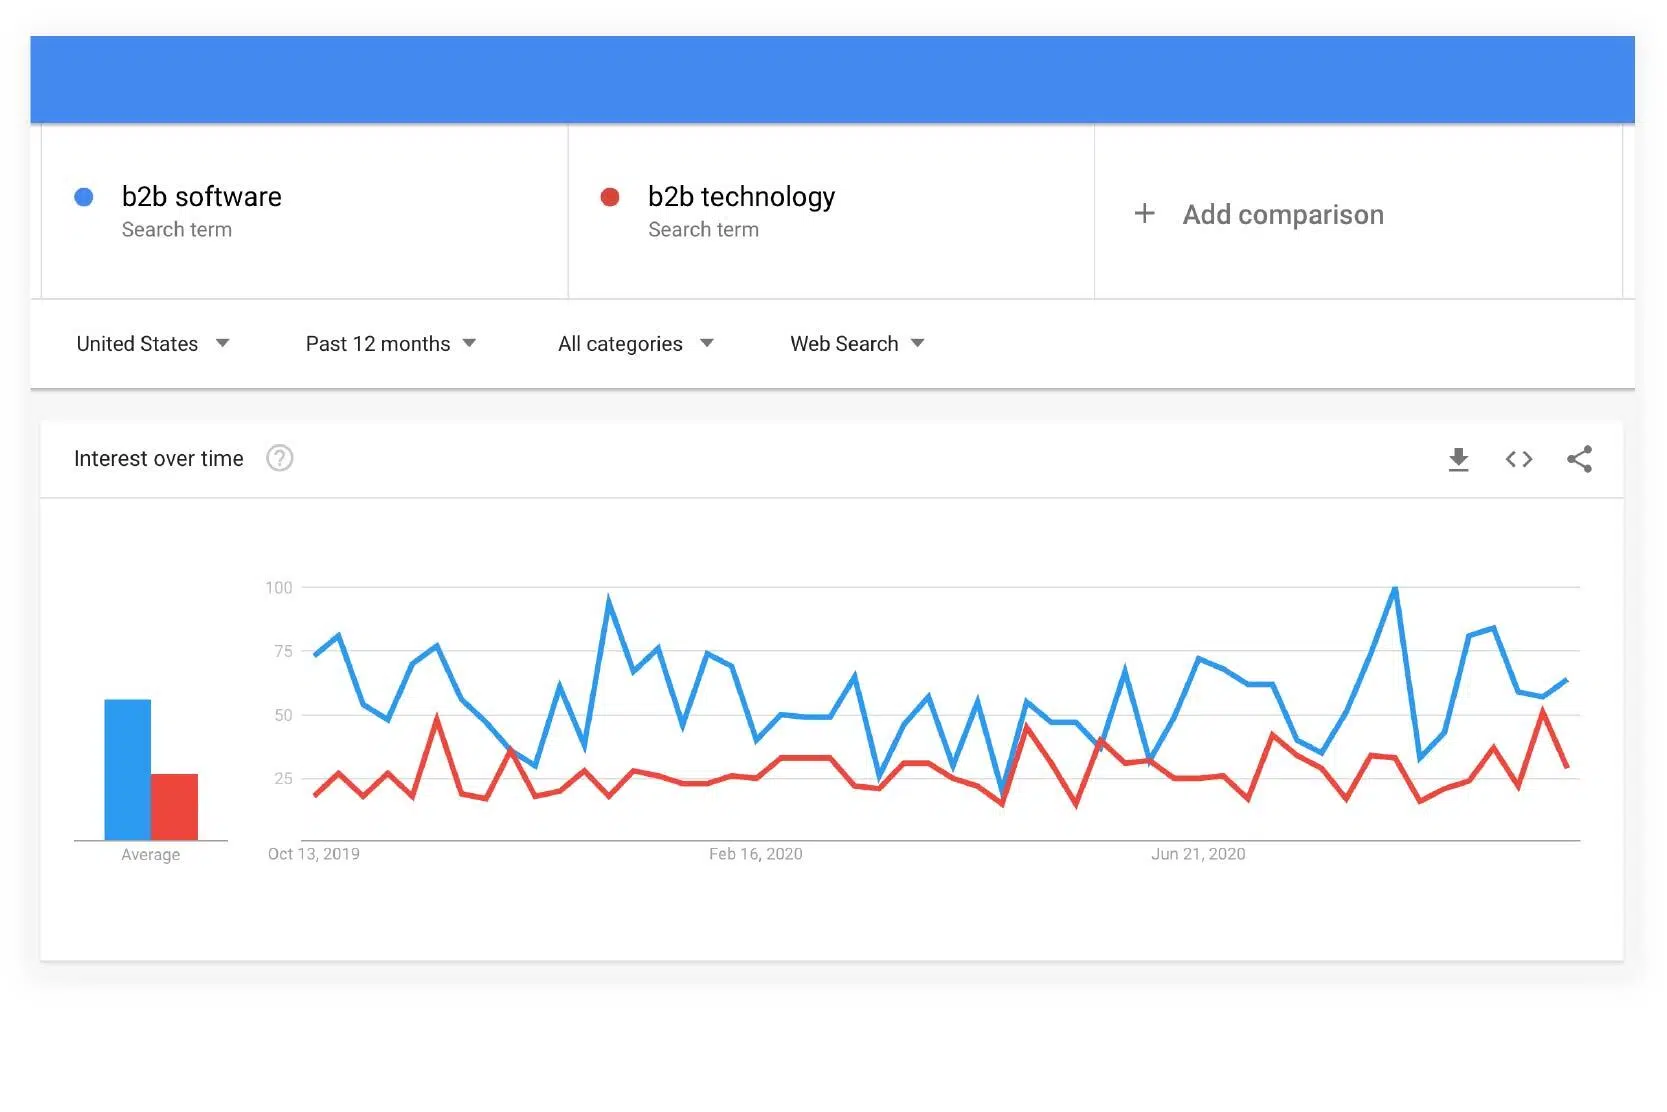 b2b software
Search term
b2b technology
Search term
+ Add comparison
United States
Past 12 months
All categories
Web Search
Interest over time ?
100
75
50
25
Average
Oct 13, 2019
Feb 16, 2020
Jun 21, 2020